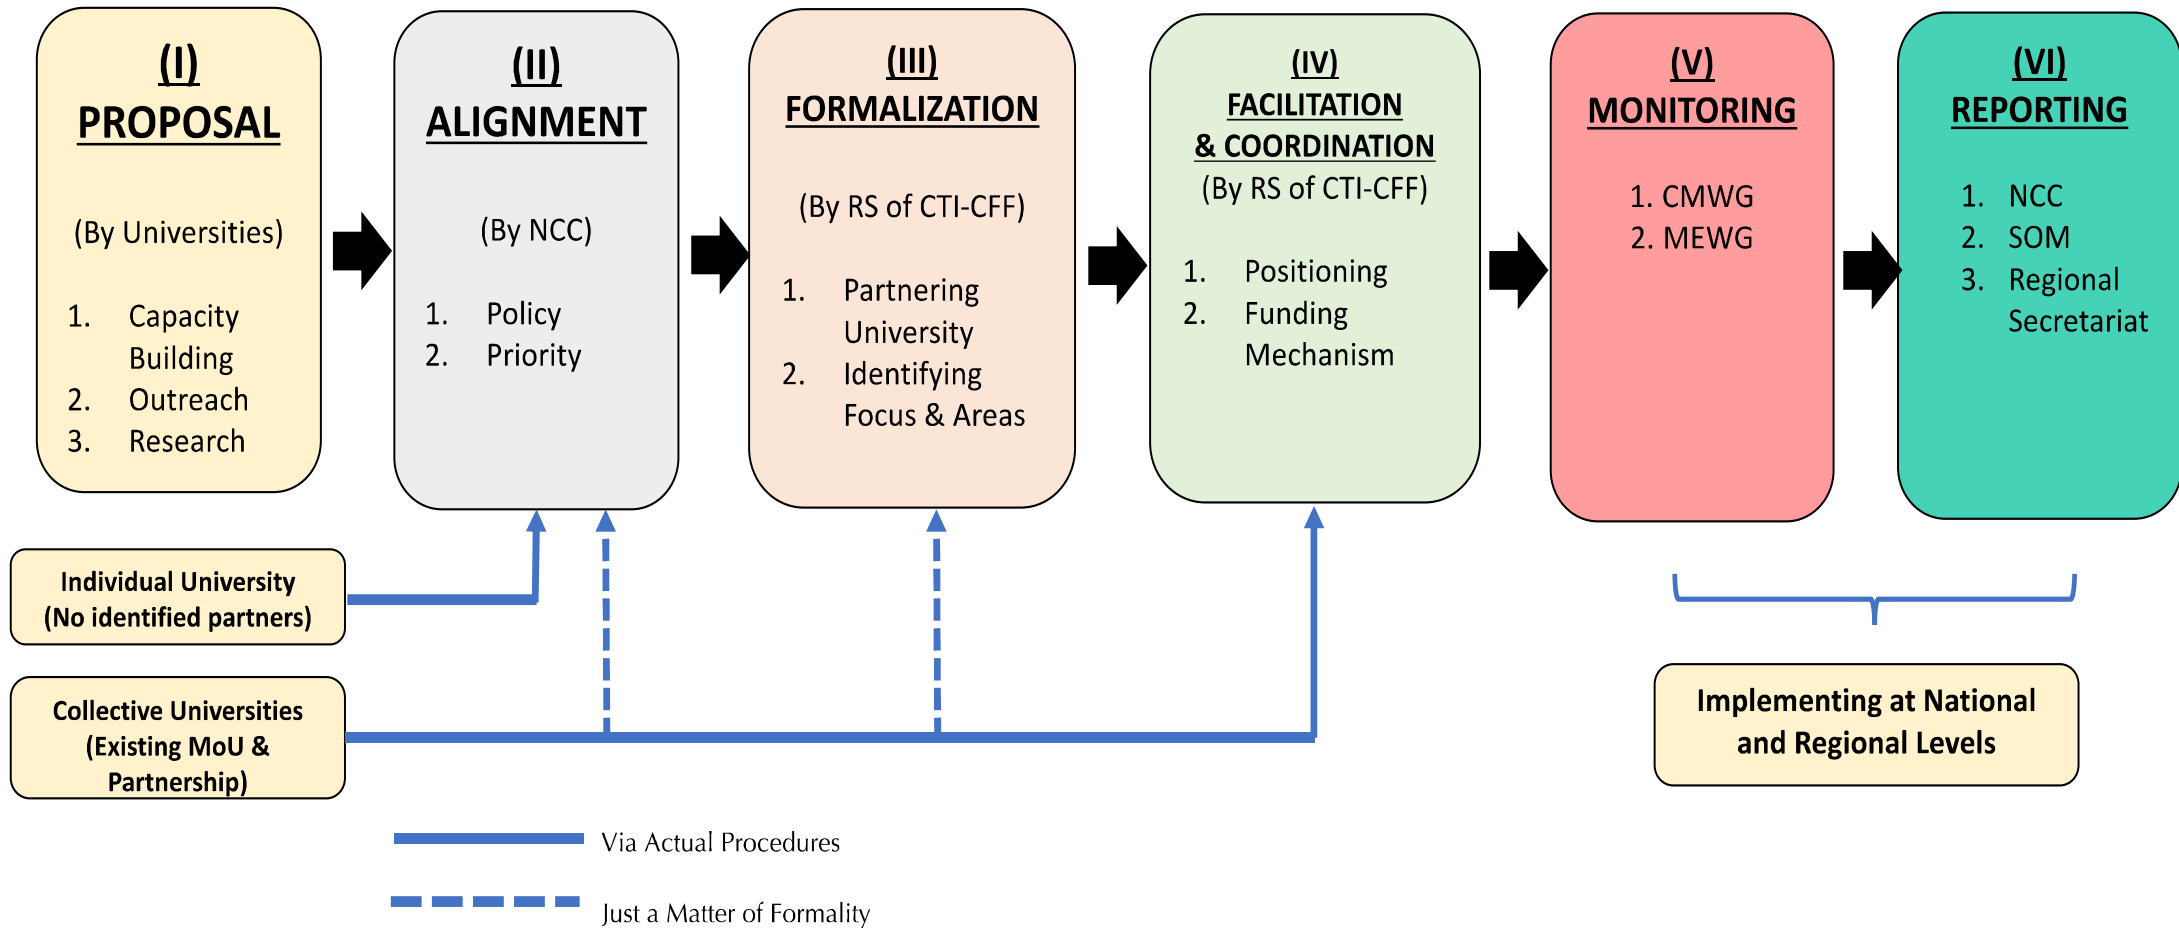 (I)
PROPOSAL
(By Universities)
1. Capacity
Building
2. Outreach
3. Research
(II)
ALIGNMENT
(By NCC)
1. Policy
2. Priority
(III)
FORMALIZATION
(By RS of CTI-CFF)
1. Partnering
University
2. Identifying
Focus & Areas
(IV)
FACILITATION
& COORDINATION
(By RS of CTI-CFF)
1. Positioning
2. Funding
Mechanism
(V)
MONITORING
1. CMWG
2. MEWG
(VI)
REPORTING
1. NCC
2. SOM
3. Regional
Secretariat
Individual University
(No identified partners)
Collective Universities
(Existing MoU &
Partnership)
Implementing at National
and Regional Levels
Via Actual Procedures
Just a Matter of Formality